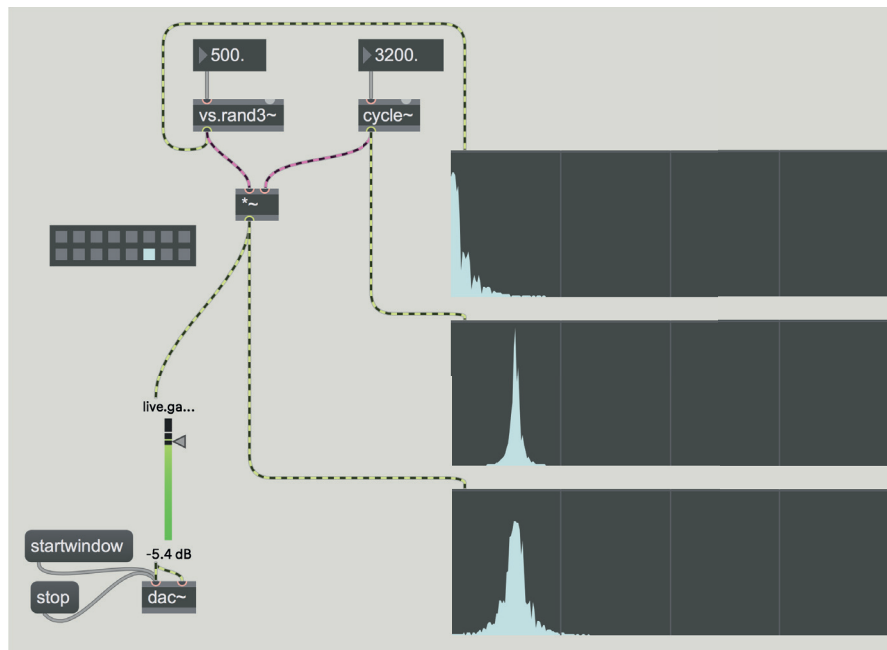 500.
3200.
vs.rand3~
cycle~
*~
live.ga...
startwindow
-5.4 dB
stop
dac~